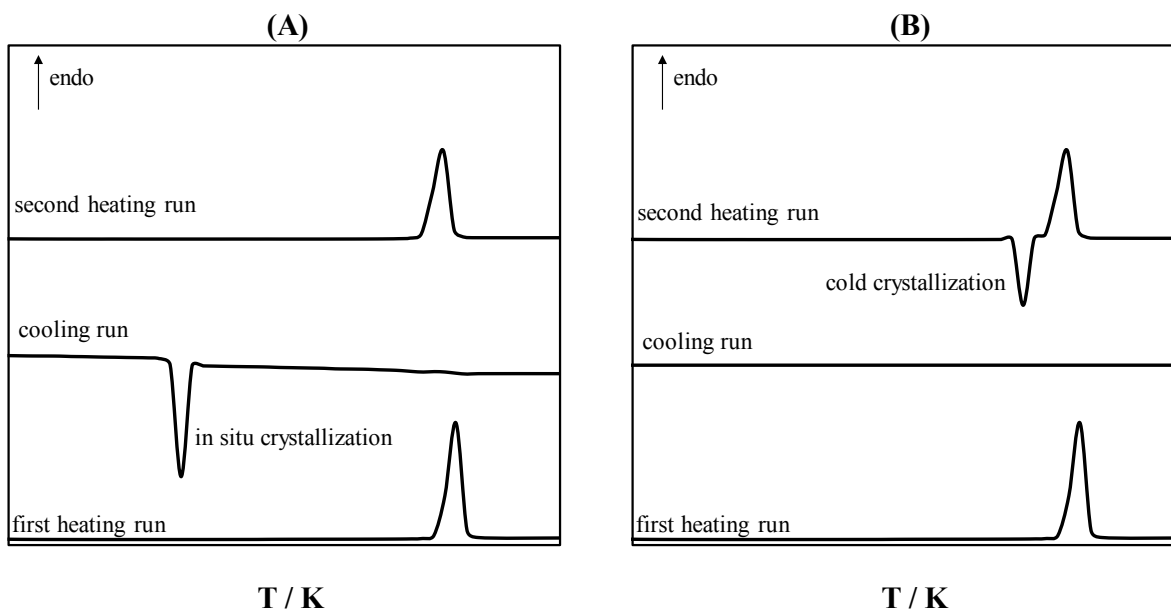 (A)
endo
second heating run
cooling run
in situ crystallization
first heating run
T / K
(B)
endo
second heating run
cold crystallization
cooling run
first heating run
T / K